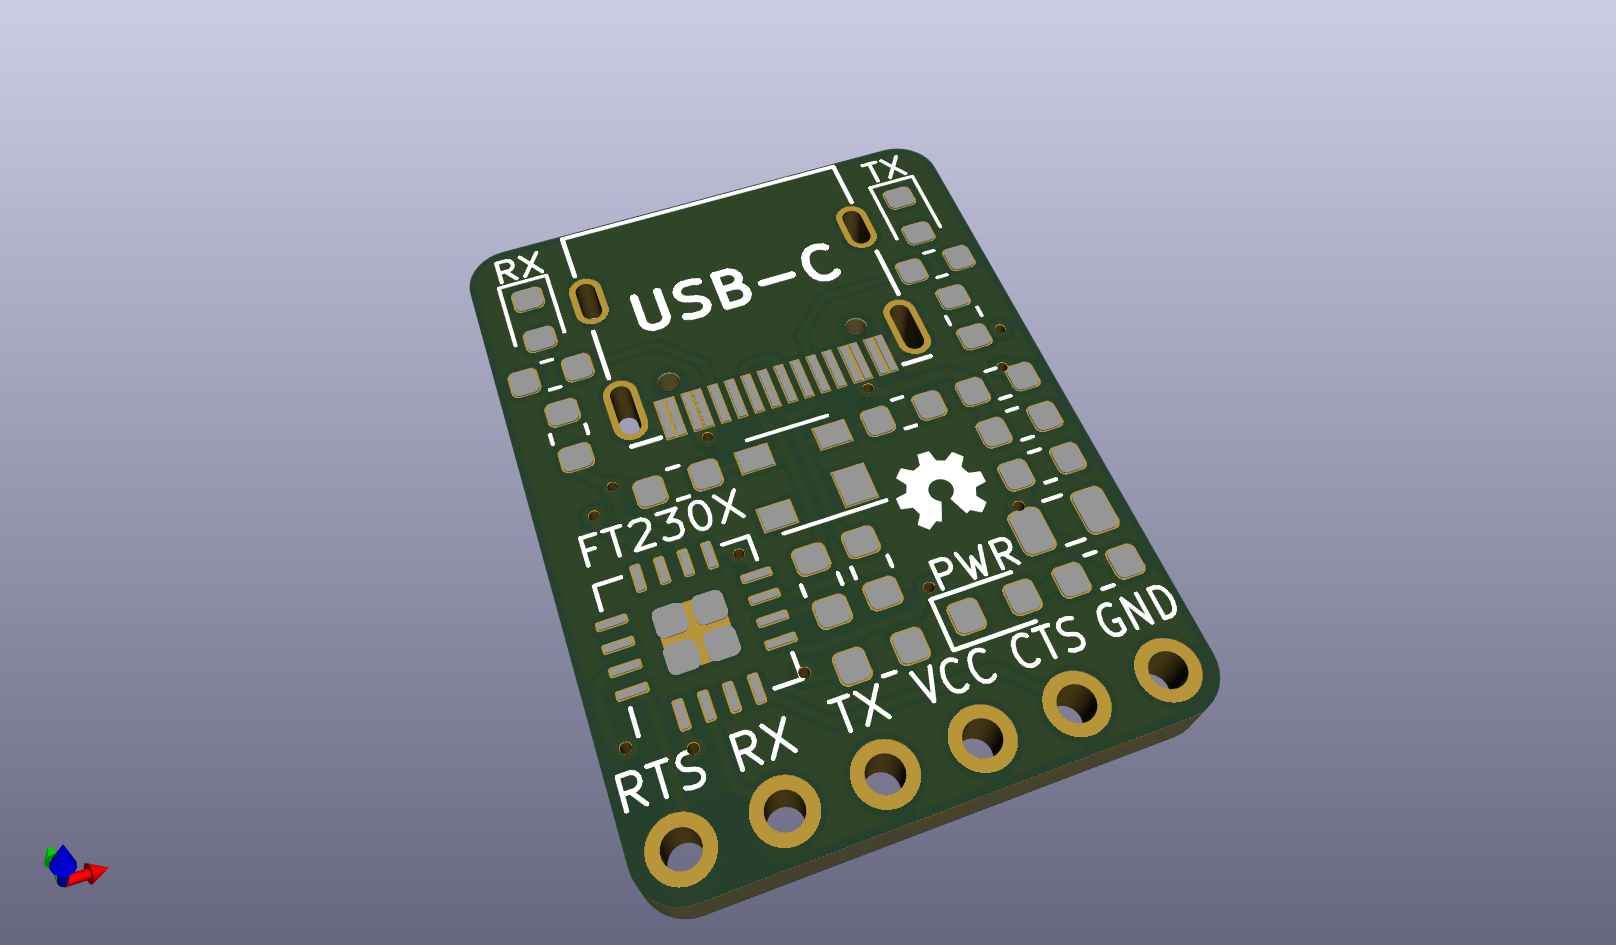 TX
RX
USB-C
FT230X
PWR
RTS RX TX VCC CTS GND